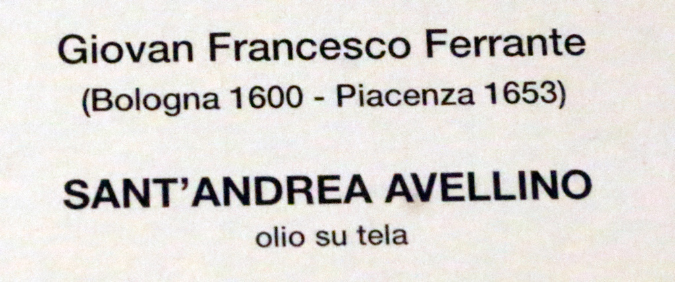 Giovan Francesco Ferrante
(Bologna 1600 - Piacenza 1653)
SANT'ANDREA AVELLINO
olio su tela